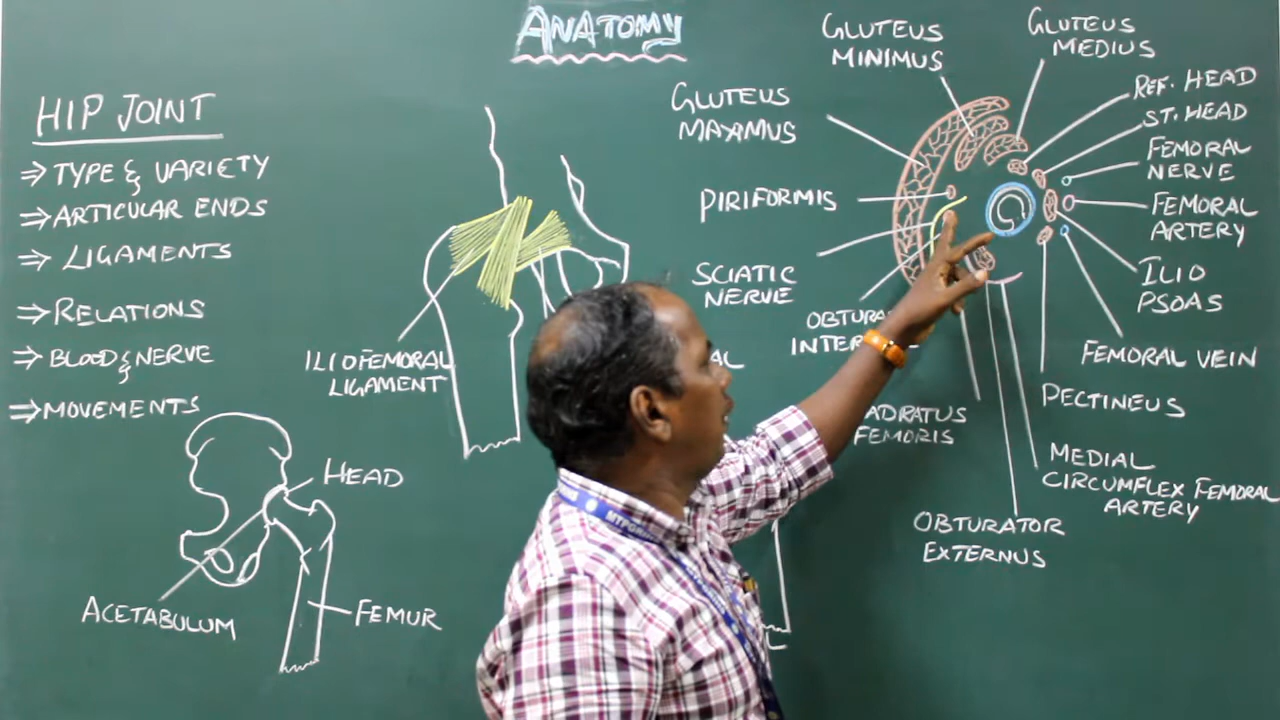 ANATOMY
HIP JOINT
⇒ TYPE & VARIETY
⇒ ARTICULAR ENDS
⇒ LIGAMENTS
⇒ RELATIONS
⇒ BLOOD & NERVE
⇒ MOVEMENTS
HEAD
ACETABULUM
FEMUR
ILIOFEMORAL
LIGAMENT
GLUTEUS
MINIMUS
GLUTEUS
MEDIUS
GLUTEUS
MAXIMUS
PIRIFORMIS
SCIATIC
NERVE
REF. HEAD
ST. HEAD
FEMORAL
NERVE
FEMORAL
ARTERY
ILIO
PSOAS
FEMORAL VEIN
PECTINEUS
MEDIAL
CIRCUMFLEX FEMORAL
ARTERY
OBTURATOR
EXTERNUS
FEMORIS